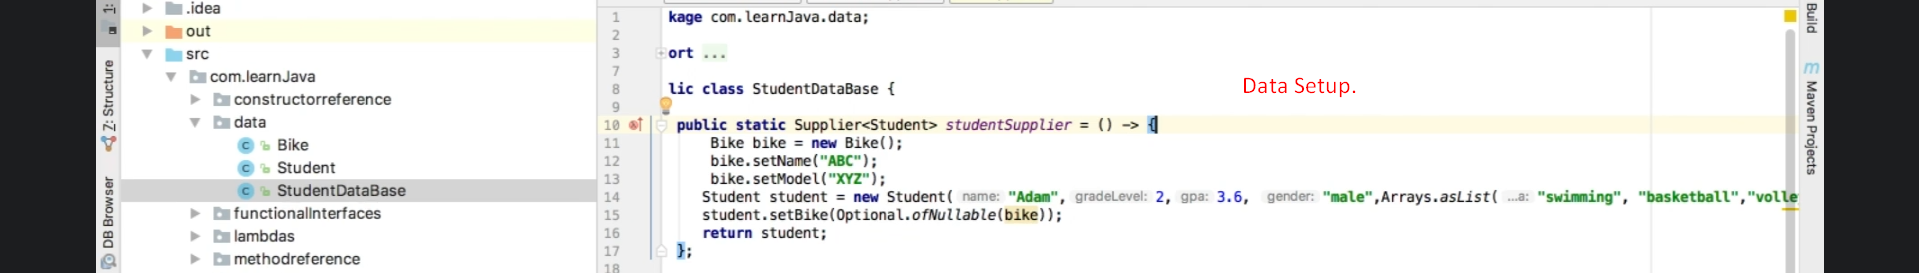 1:
Z: Structure
DB Browser
.idea
out
src
com.learnJava
constructorreference
data
Bike
Student
StudentDataBase
functionalInterfaces
lambdas
methodreference
1 kage com.learnJava.data;
2
3 ort ...
7
8 lic class StudentDataBase {
9
10 public static Supplier<Student> studentSupplier = () -> {
11 Bike bike = new Bike();
12 bike.setName("ABC");
13 bike.setModel("XYZ");
14 Student student = new Student( name: "Adam", gradeLevel: 2, gpa: 3.6, gender: "male",Arrays.asList( ...a: "swimming", "basketball","volle
15 student.setBike(Optional.ofNullable(bike));
16 return student;
17 };
18
Data Setup.
Build
m Maven Projects